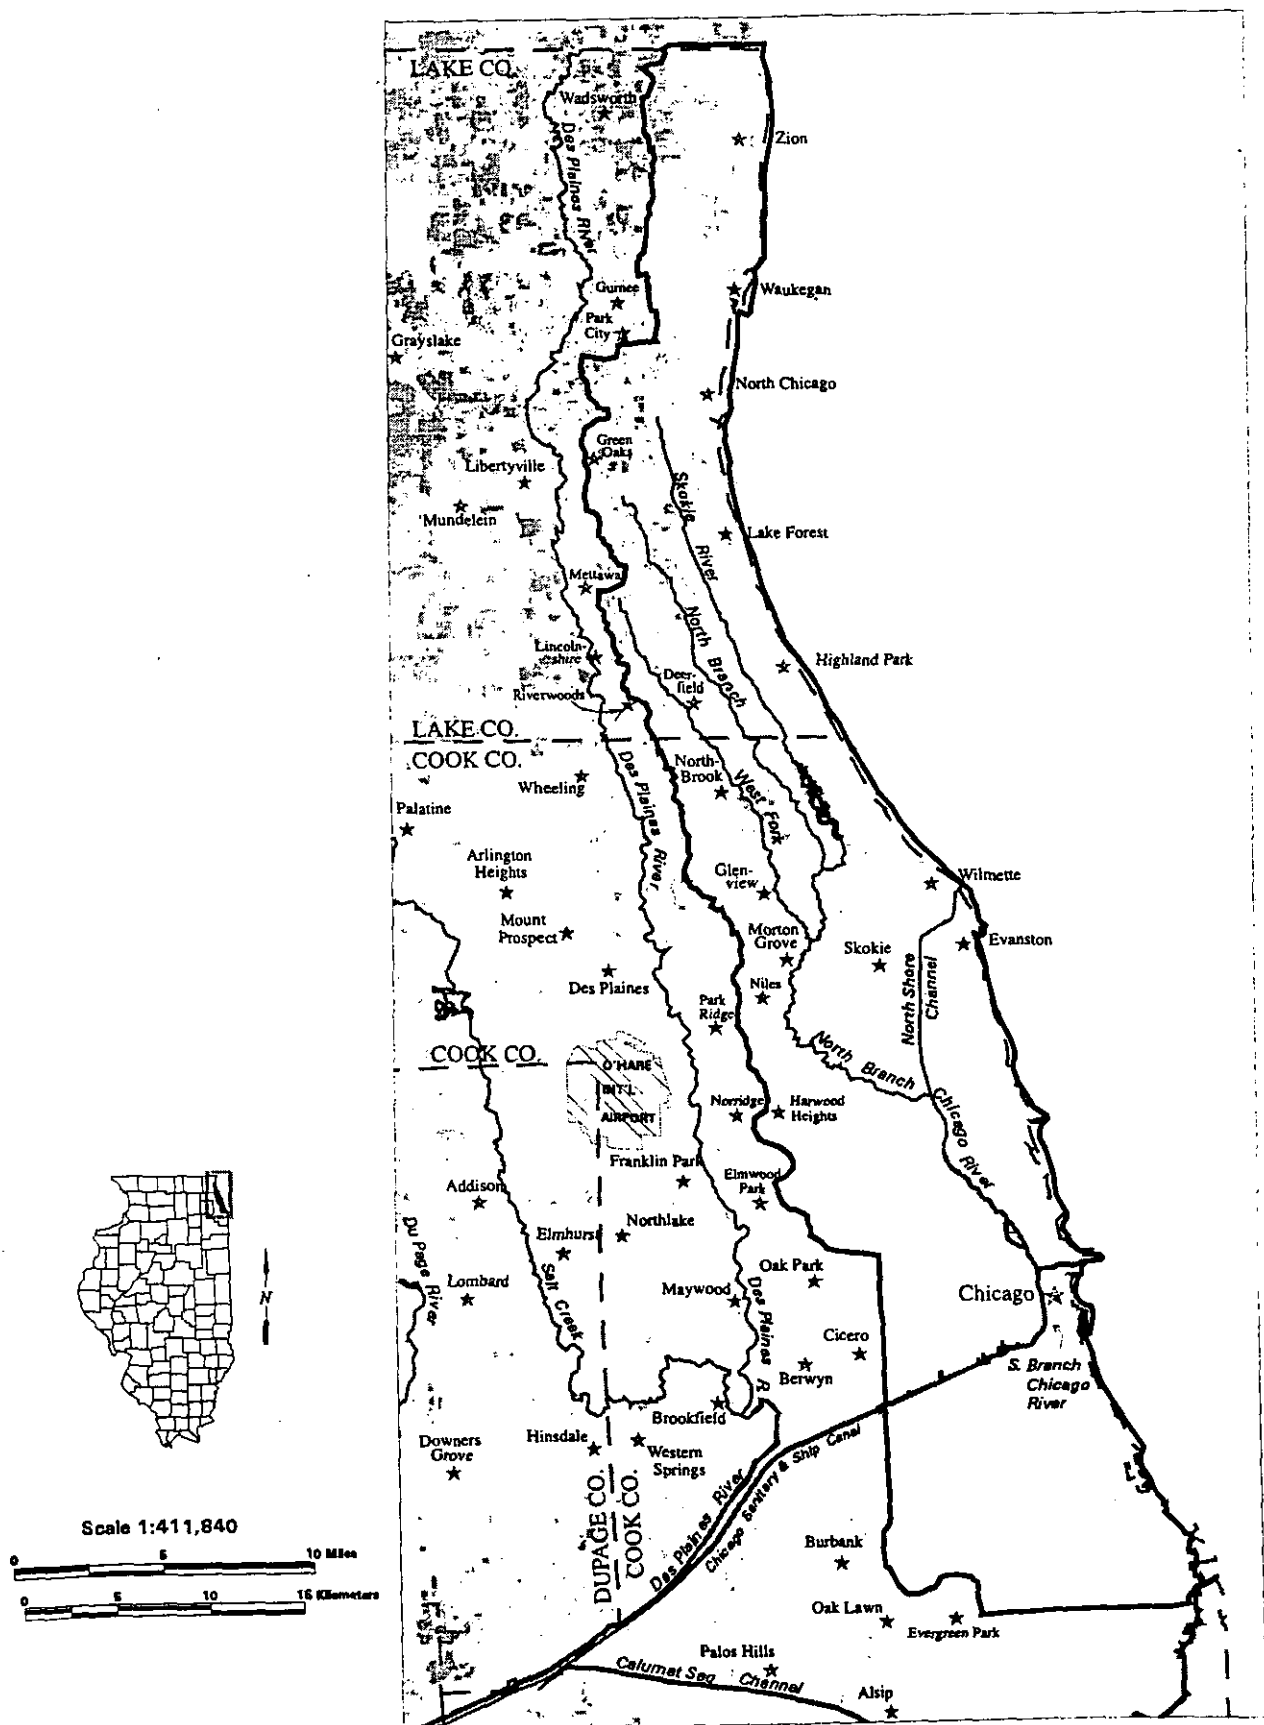 LAKE CO.
Wadsworth
Zion
Des Plaines River
Gurnee
Waukegan
Park
City
Grayslake
North Chicago
Green
Oaks
Libertyville
Skokie
River
Mundelein
Lake Forest
Mettawa
North Branch
Lincoln-
shire
Highland Park
Deer-
field
Riverwoods
LAKE CO.
COOK CO.
Des Plaines River
North-
Brook
West Fork
Wheeling
Palatine
Arlington
Heights
Glen-
view
Wilmette
Mount
Prospect
Morton
Grove
Skokie
Evanston
North Shore
Channel
Des Plaines
Niles
Park
Ridge
North Branch
Chicago River
COOK CO.
O'HARE
INT'L
AIRPORT
Norridge
Harwood
Heights
Franklin Park
Elmwood
Park
Addison
Northlake
Elmhurst
Du Page River
Salt Creek
Oak Park
Lombard
Maywood
Des Plaines R.
Chicago
N
Cicero
Berwyn
S. Branch
Chicago
River
Brookfield
Downers
Grove
Hinsdale
Western
Springs
Des Plaines River
Chicago Sanitary & Ship Canal
DUPAGE CO.
COOK CO.
Scale 1:411,840
0 5 10 Miles
0 5 10 15 Kilometers
Burbank
Oak Lawn
Evergreen Park
Palos Hills
Calumet Sag Channel
Alsip